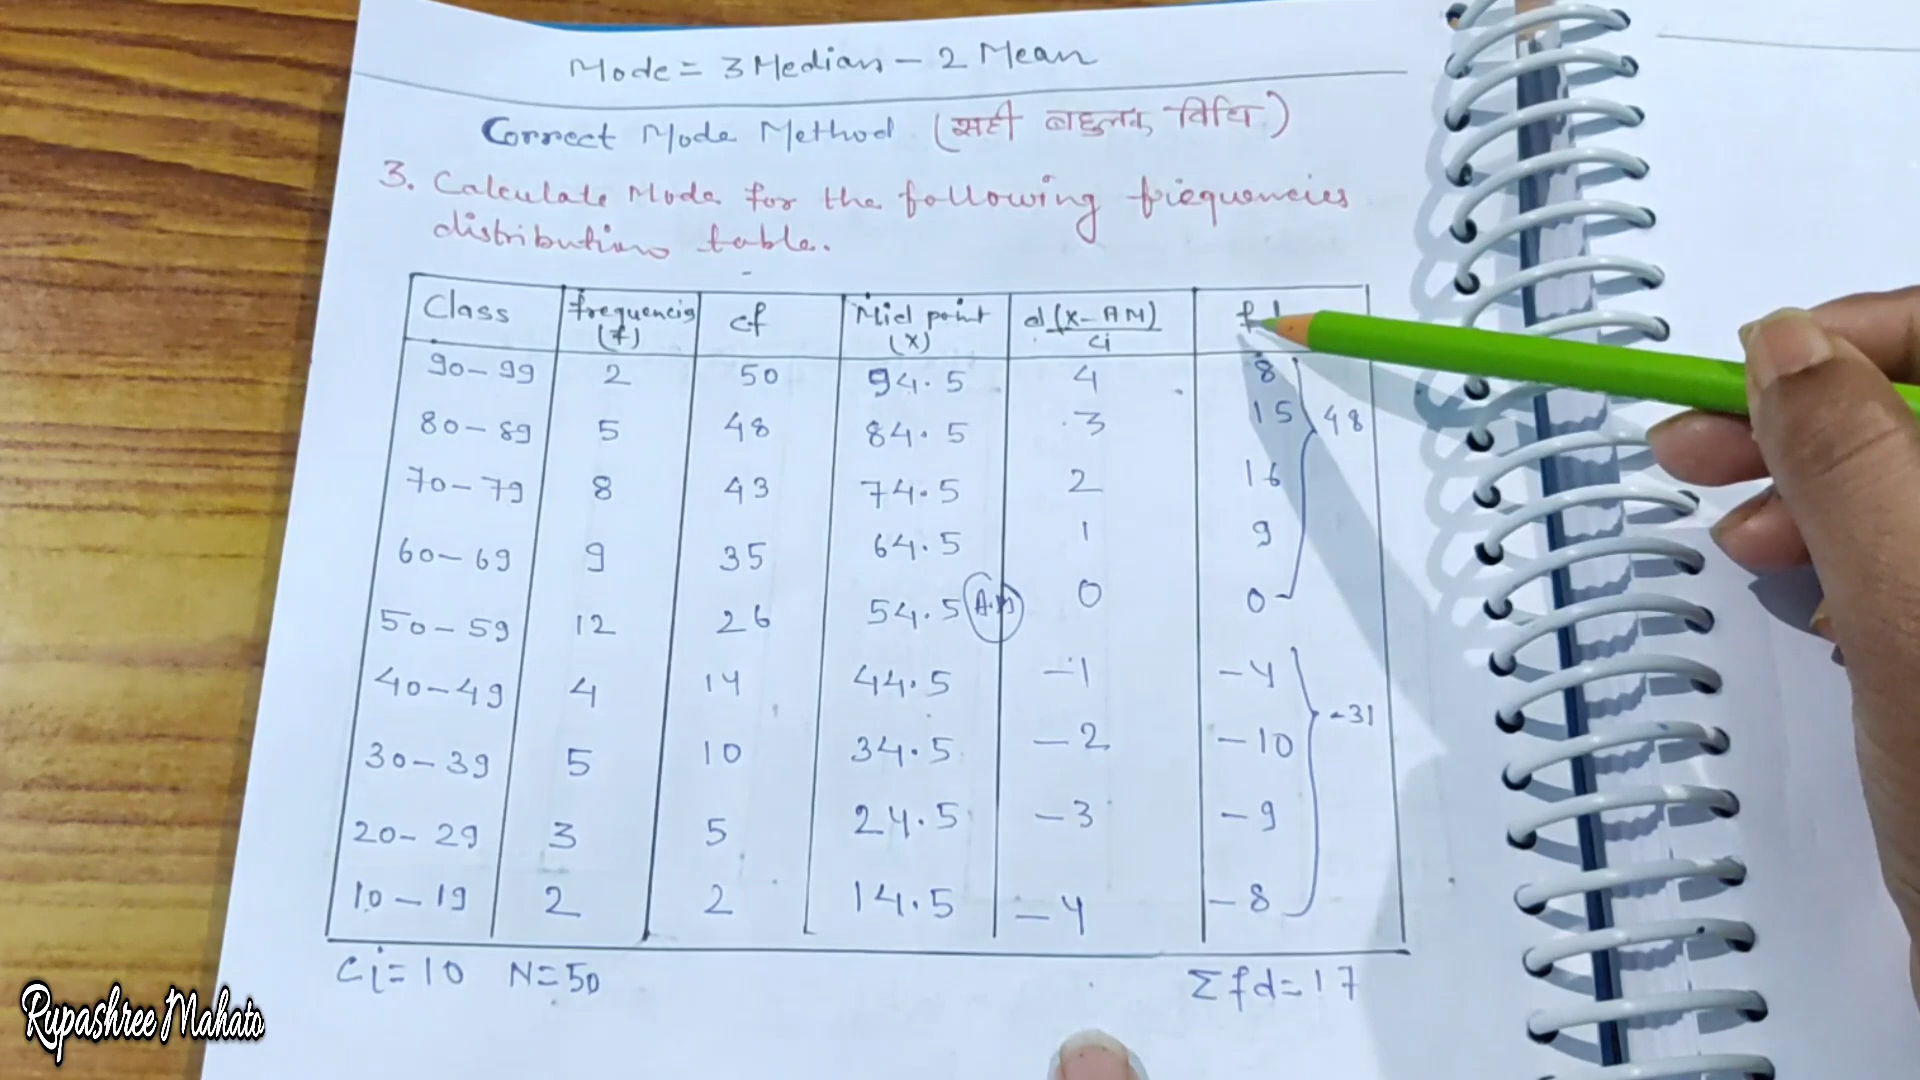 Mode = 3 Median - 2 Mean
Correct Mode Method (सही बहुलक विधि)
3. Calculate Mode for the following frequencies
distribution table.
Class frequencis (f) cf Mid point (x) d (x-AM)/ci f
90-99 2 50 94.5 4 8
80-89 5 48 84.5 3 15 48
70-79 8 43 74.5 2 16
60-69 9 35 64.5 1 9
50-59 12 26 54.5 A.M 0 0
40-49 4 14 44.5 -1 -4
30-39 5 10 34.5 -2 -10 -31
20-29 3 5 24.5 -3 -9
10-19 2 2 14.5 -4 -8
Ci = 10 N = 50 Σfd = 17
Rupashree Mahato